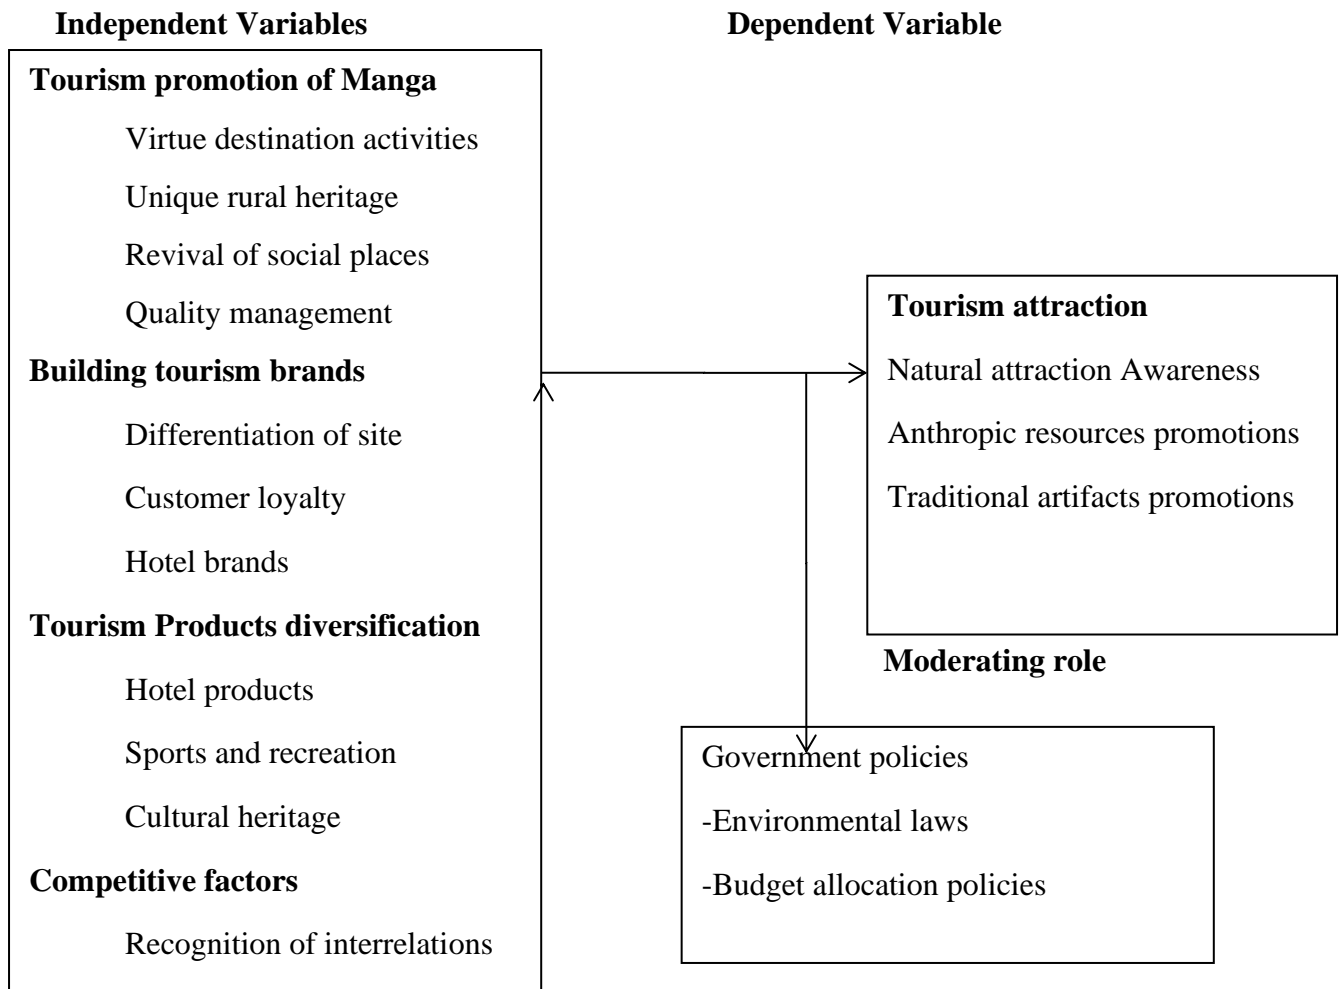 Independent Variables
Dependent Variable
Tourism promotion of Manga
Virtue destination activities
Unique rural heritage
Revival of social places
Quality management
Building tourism brands
Differentiation of site
Customer loyalty
Hotel brands
Tourism Products diversification
Hotel products
Sports and recreation
Cultural heritage
Competitive factors
Recognition of interrelations
Tourism attraction
Natural attraction Awareness
Anthropic resources promotions
Traditional artifacts promotions
Moderating role
Government policies
-Environmental laws
-Budget allocation policies